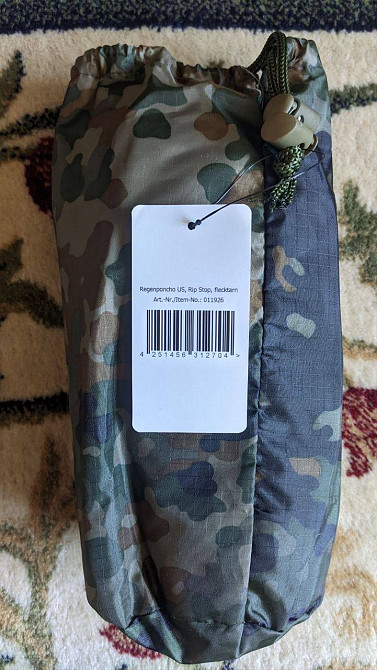 Regenponcho US, Rip Stop, flecktarn
Art.-Nr./Item-No.: 011926
4 251456 312704 >